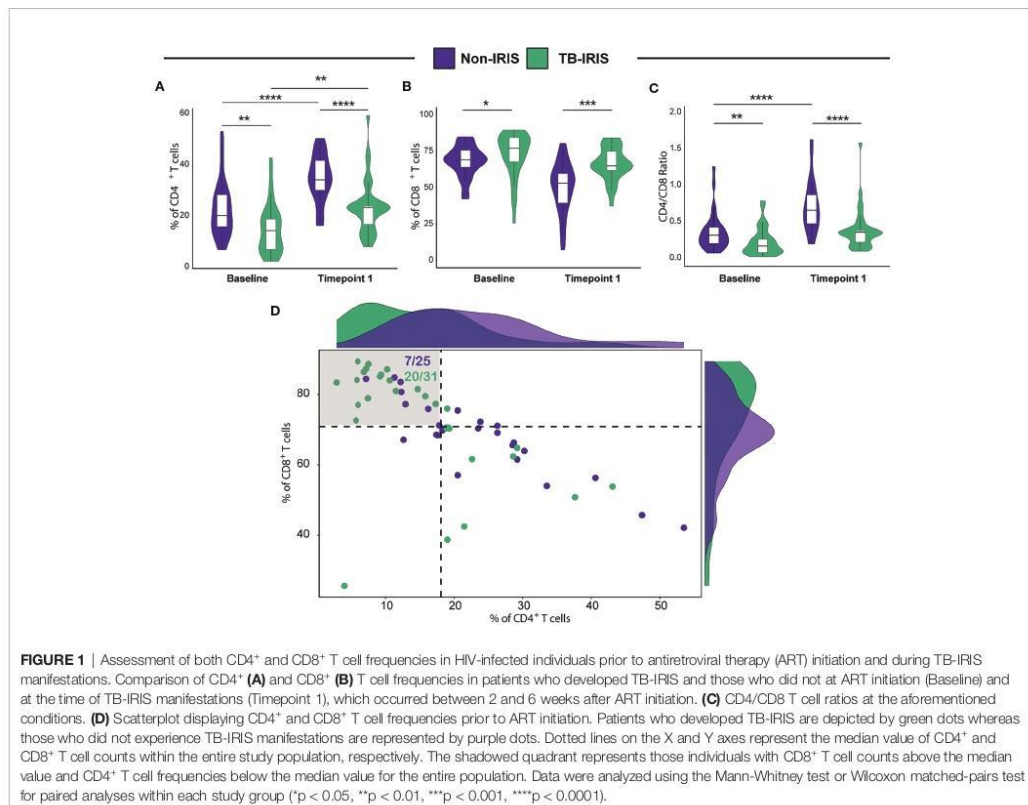 Non-IRIS TB-IRIS
A
**
**** ****
**
60
40
20
0
% of CD4 + T cells
Baseline Timepoint 1
B
* ***
100
75
50
25
0
% of CD8 + T cells
Baseline Timepoint 1
C
****
** ****
2.0
1.5
1.0
0.5
0.0
CD4/CD8 Ratio
Baseline Timepoint 1
D
7/25
20/31
80
60
40
% of CD8+ T cells
10 20 30 40 50
% of CD4+ T cells
FIGURE 1 | Assessment of both CD4+ and CD8+ T cell frequencies in HIV-infected individuals prior to antiretroviral therapy (ART) initiation and during TB-IRIS
manifestations. Comparison of CD4+ (A) and CD8+ (B) T cell frequencies in patients who developed TB-IRIS and those who did not at ART initiation (Baseline) and
at the time of TB-IRIS manifestations (Timepoint 1), which occurred between 2 and 6 weeks after ART initiation. (C) CD4/CD8 T cell ratios at the aforementioned
conditions. (D) Scatterplot displaying CD4+ and CD8+ T cell frequencies prior to ART initiation. Patients who developed TB-IRIS are depicted by green dots whereas
those who did not experience TB-IRIS manifestations are represented by purple dots. Dotted lines on the X and Y axes represent the median value of CD4+ and
CD8+ T cell counts within the entire study population, respectively. The shadowed quadrant represents those individuals with CD8+ T cell counts above the median
value and CD4+ T cell frequencies below the median value for the entire population. Data were analyzed using the Mann-Whitney test or Wilcoxon matched-pairs test
for paired analyses within each study group (*p < 0.05, **p < 0.01, ***p < 0.001, ****p < 0.0001).